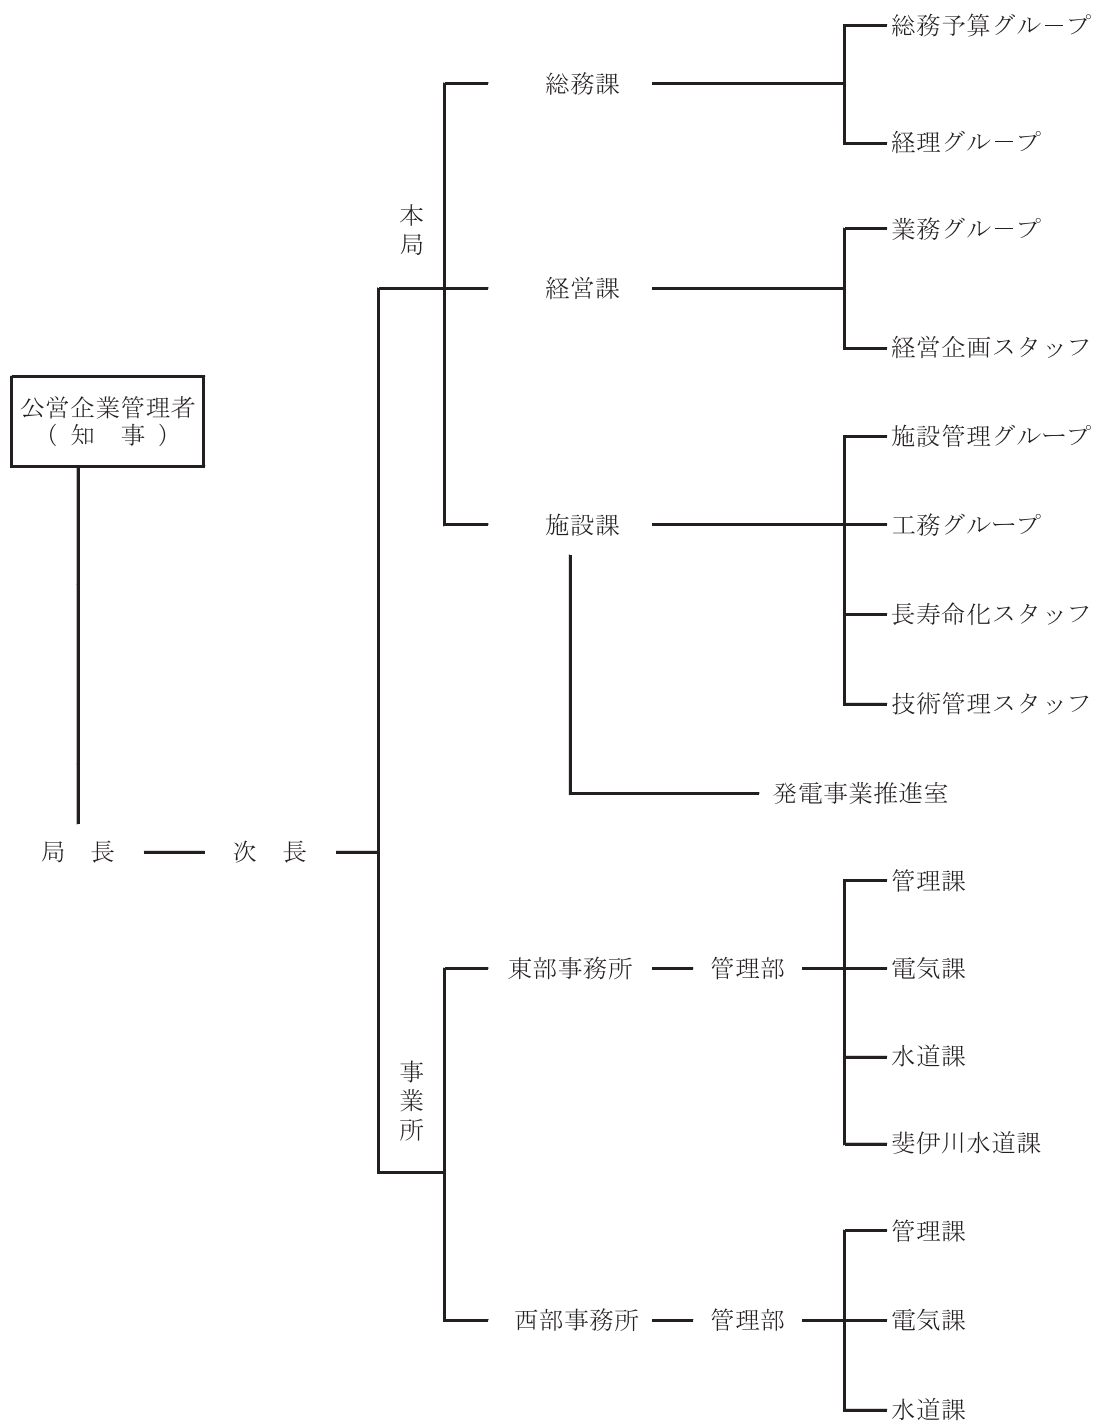 総務予算グループ
総務課
経理グループ
本局
業務グループ
経営課
経営企画スタッフ
公営企業管理者
（知　事）
施設管理グループ
施設課
工務グループ
長寿命化スタッフ
技術管理スタッフ
発電事業推進室
局　長
次　長
管理課
東部事務所
管理部
電気課
水道課
事業所
斐伊川水道課
管理課
西部事務所
管理部
電気課
水道課